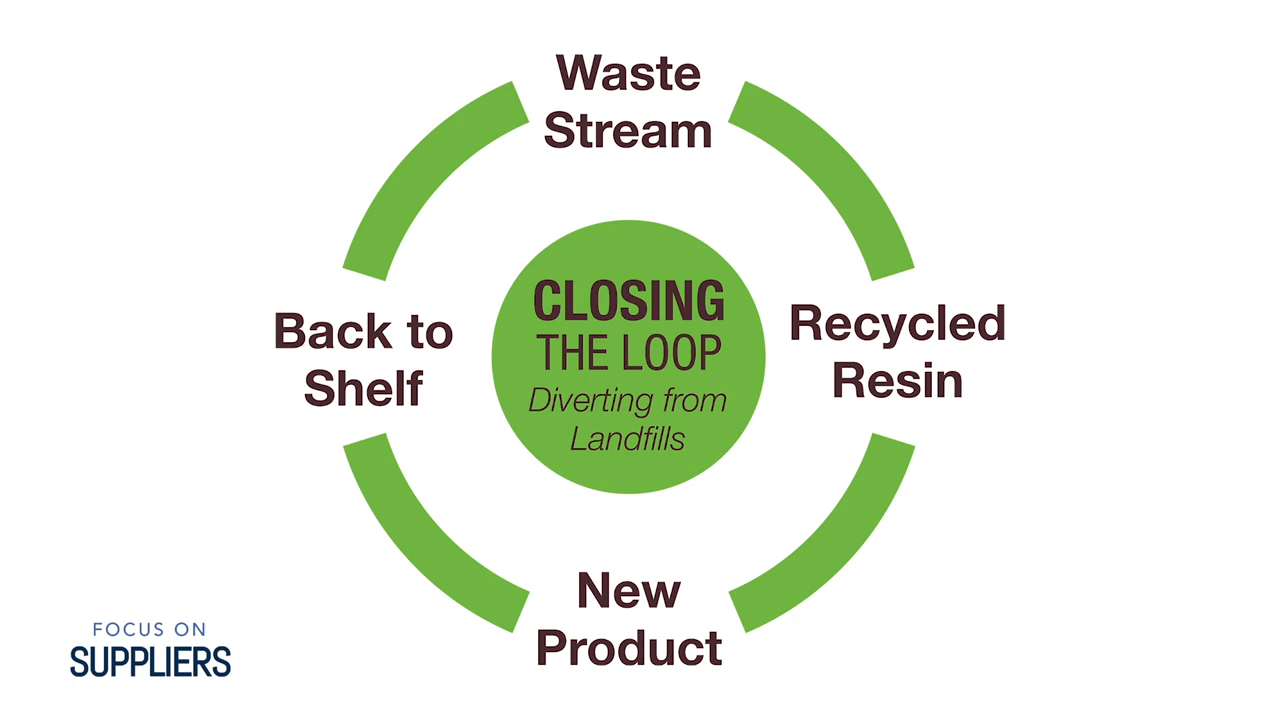 Waste
Stream
Recycled
Resin
New
Product
Back to
Shelf
CLOSING
THE LOOP
Diverting from
Landfills
FOCUS ON
SUPPLIERS